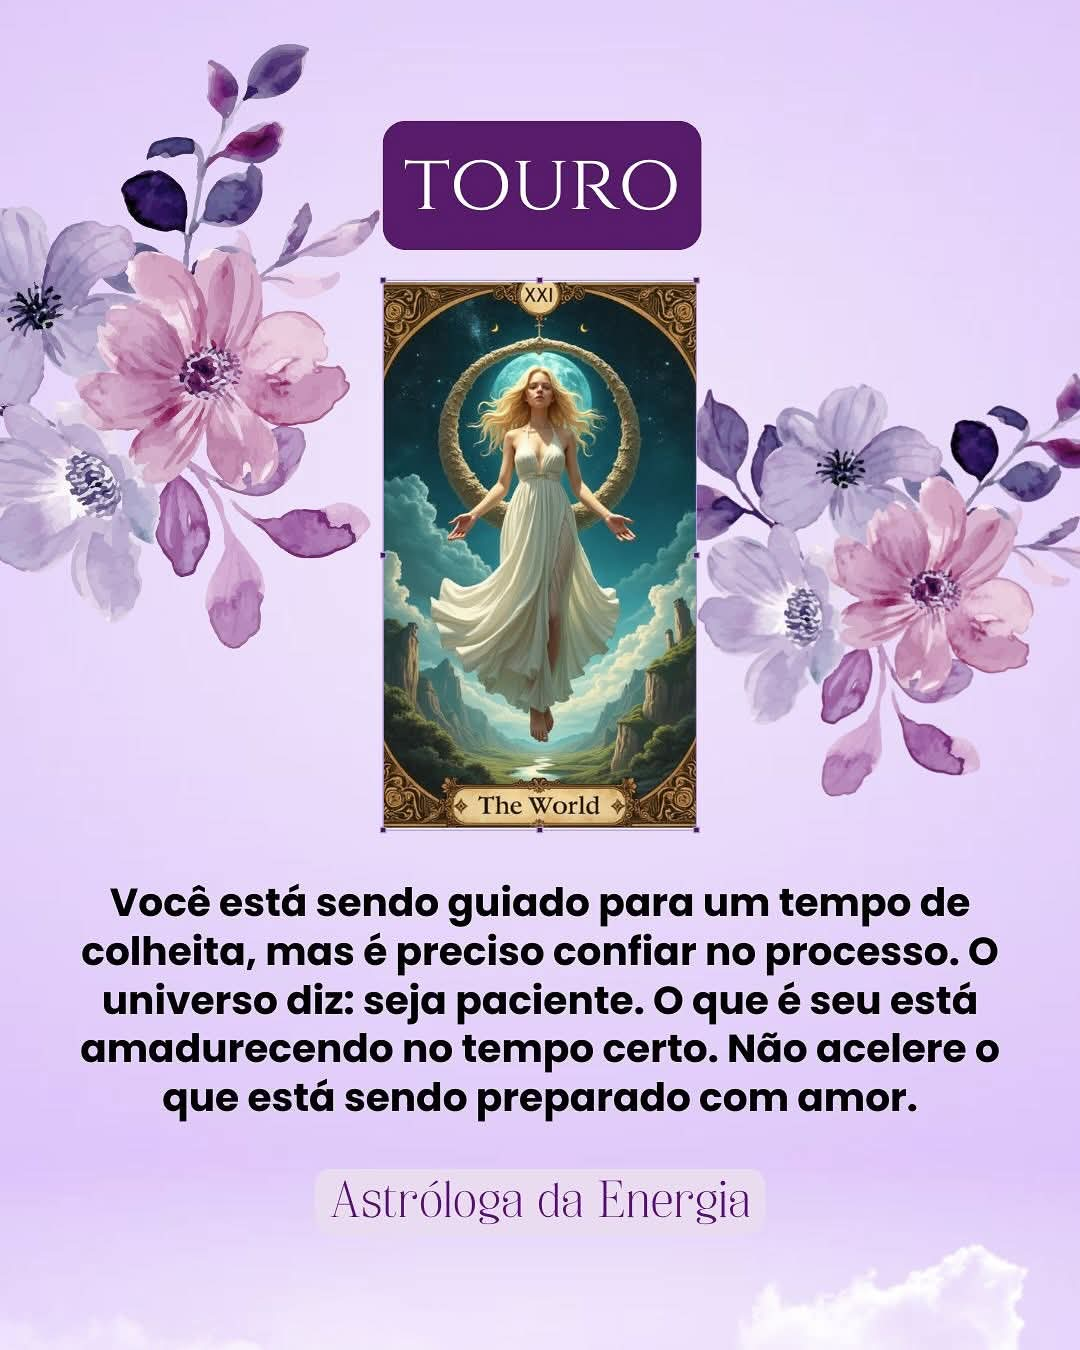 TOURO
XXI
The World
Você está sendo guiado para um tempo de
colheita, mas é preciso confiar no processo. O
universo diz: seja paciente. O que é seu está
amadurecendo no tempo certo. Não acelere o
que está sendo preparado com amor.
Astróloga da Energia